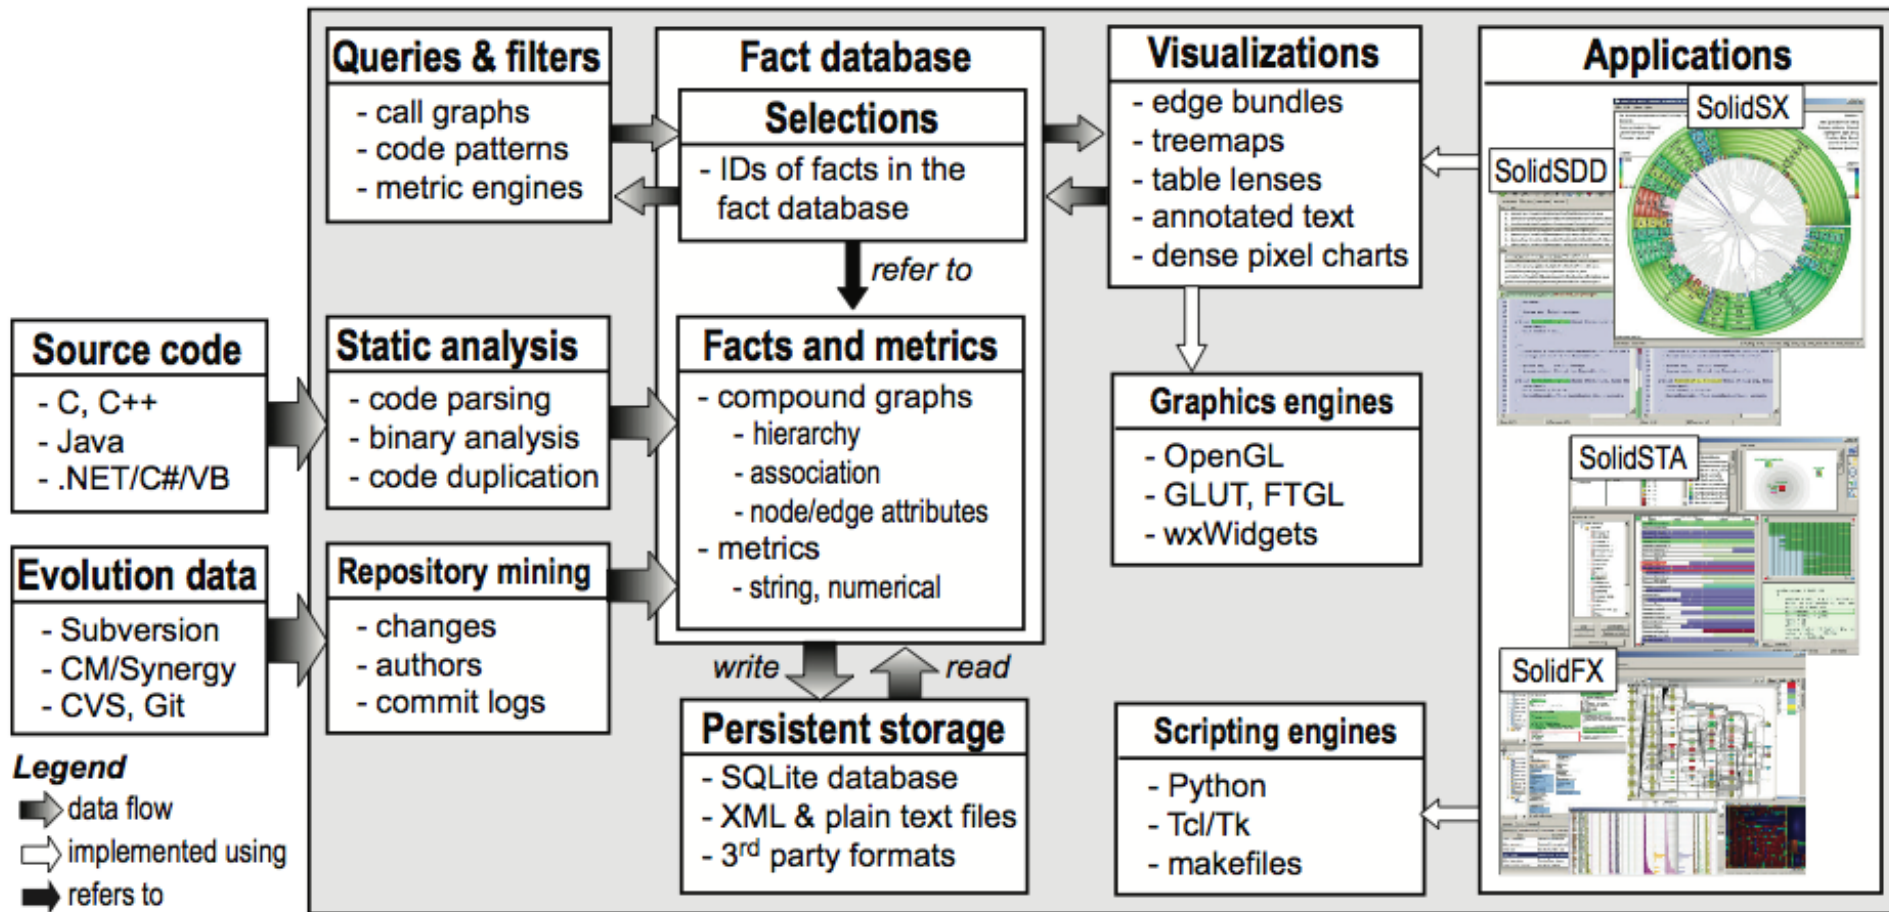 Queries & filters
- call graphs
- code patterns
- metric engines
Fact database
Selections
- IDs of facts in the
fact database
refer to
Visualizations
- edge bundles
- treemaps
- table lenses
- annotated text
- dense pixel charts
Applications
SolidSX
SolidSDD
SolidSTA
SolidFX
Source code
- C, C++
- Java
- .NET/C#/VB
Static analysis
- code parsing
- binary analysis
- code duplication
Facts and metrics
- compound graphs
- hierarchy
- association
- node/edge attributes
- metrics
- string, numerical
Graphics engines
- OpenGL
- GLUT, FTGL
- wxWidgets
Evolution data
- Subversion
- CM/Synergy
- CVS, Git
Repository mining
- changes
- authors
- commit logs
write
read
Persistent storage
- SQLite database
- XML & plain text files
- 3rd party formats
Scripting engines
- Python
- Tcl/Tk
- makefiles
Legend
data flow
implemented using
refers to